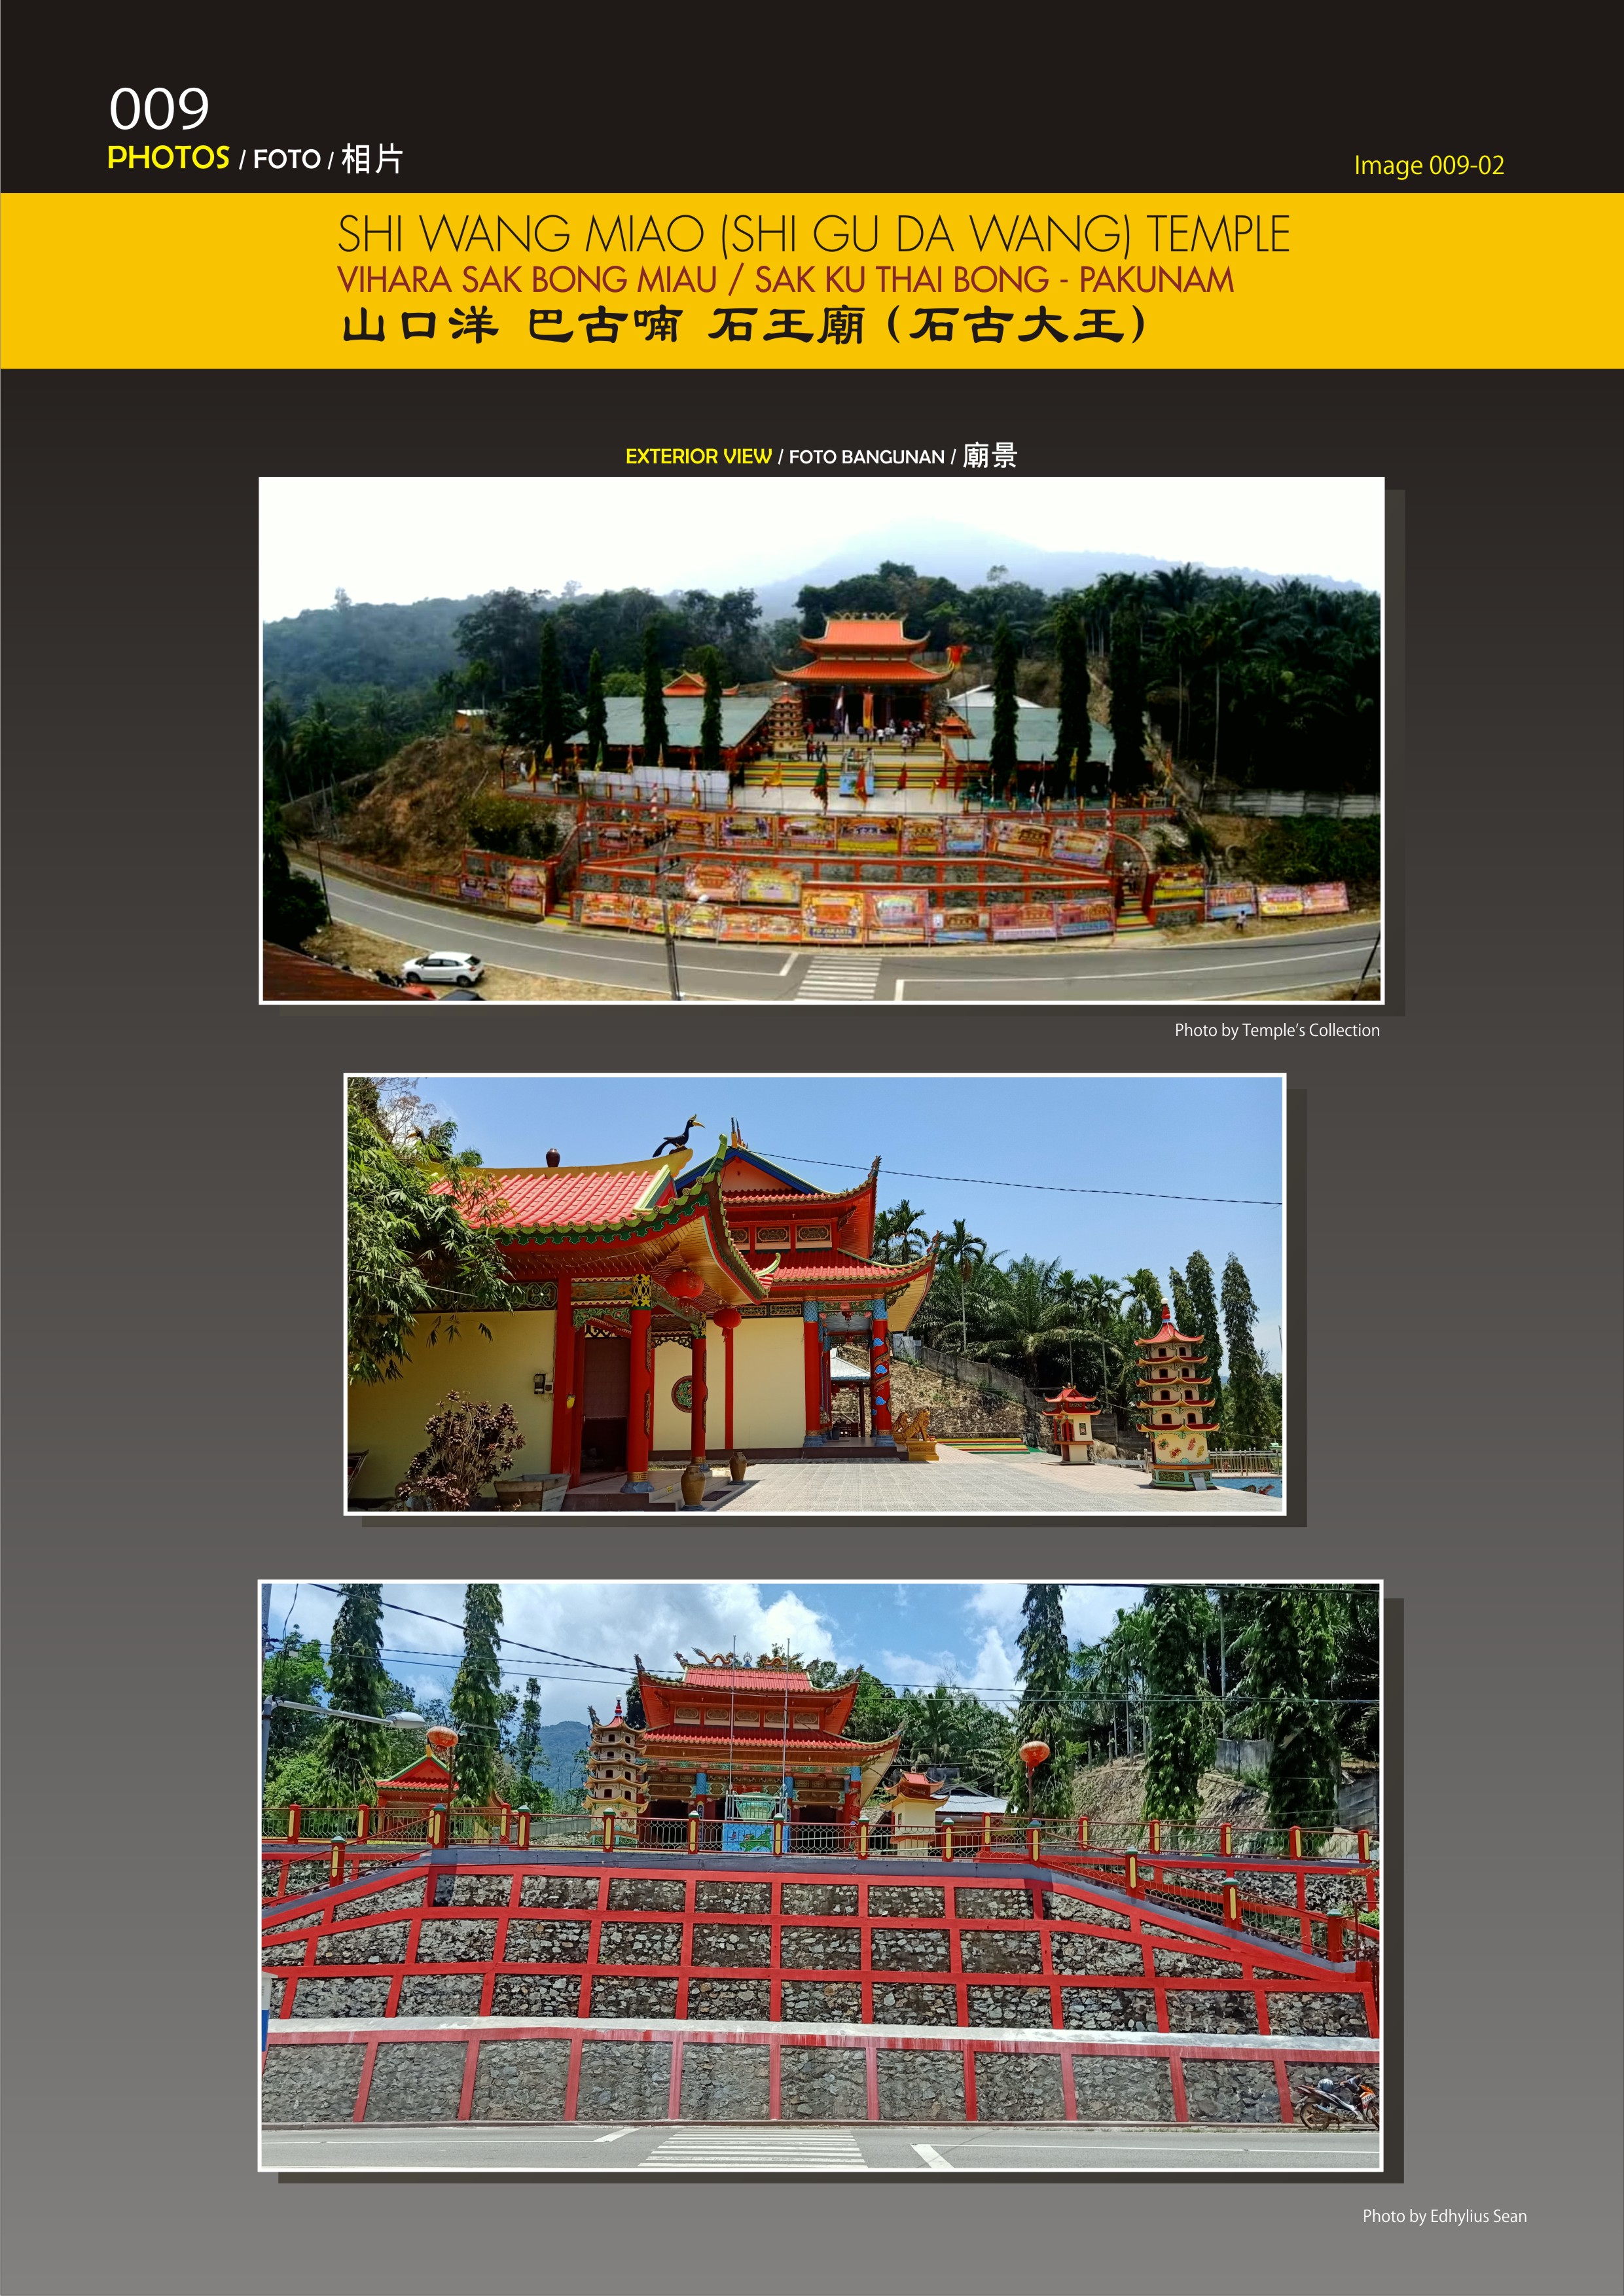 009
PHOTOS / FOTO / 相片
Image 009-02
SHI WANG MIAO (SHI GU DA WANG) TEMPLE
VIHARA SAK BONG MIAU / SAK KU THAI BONG - PAKUNAM
山口洋 巴古喃 石王廟（石古大王）
EXTERIOR VIEW / FOTO BANGUNAN / 廟景
Photo by Temple's Collection
Photo by Edhylius Sean